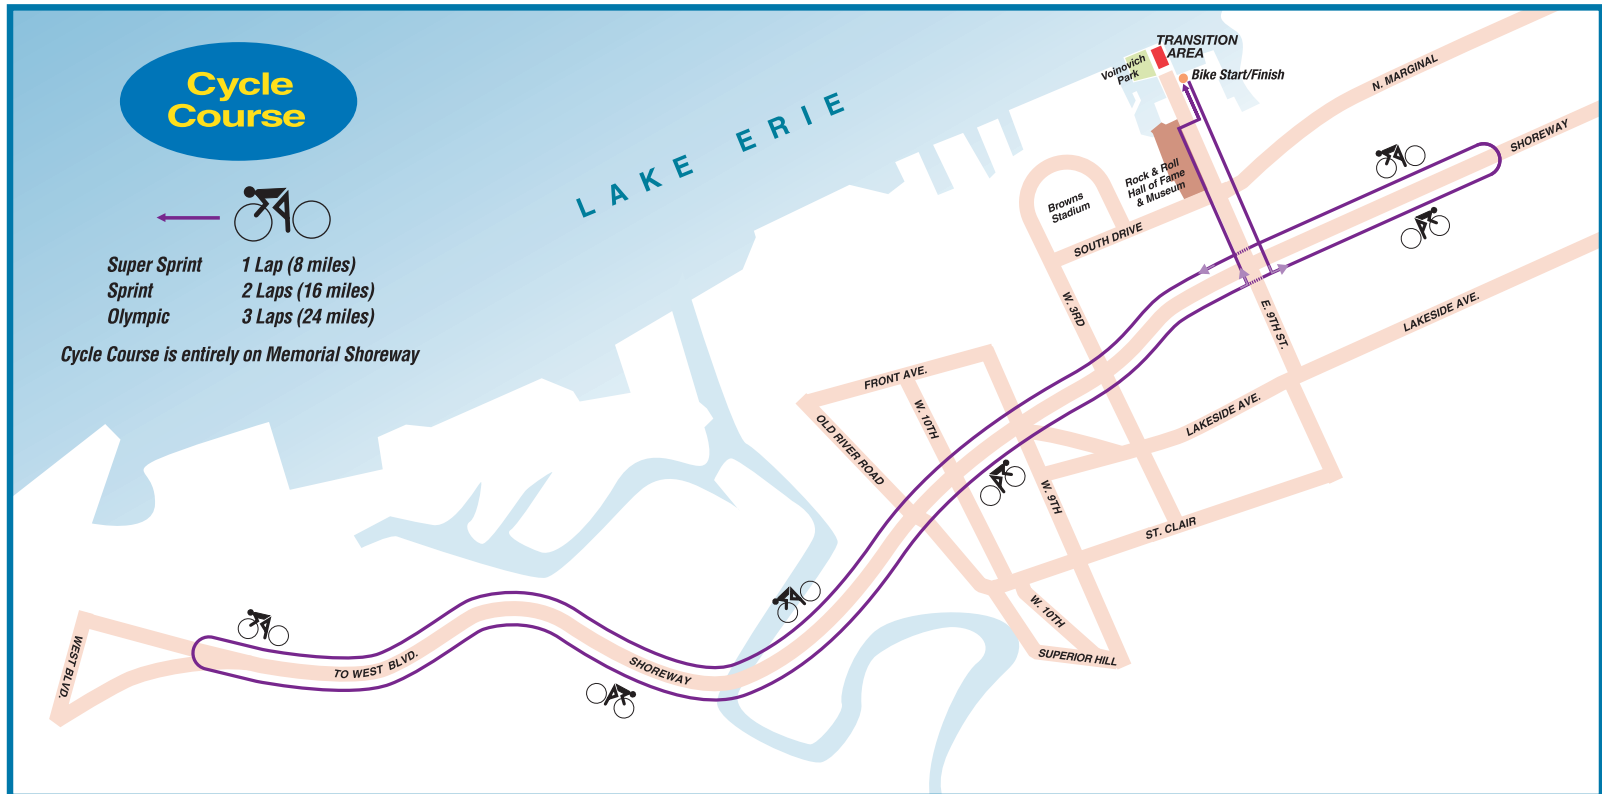 Cycle
Course
Super Sprint 1 Lap (8 miles)
Sprint 2 Laps (16 miles)
Olympic 3 Laps (24 miles)
Cycle Course is entirely on Memorial Shoreway
LAKE ERIE
TRANSITION
AREA
Voinovich
Park
Bike Start/Finish
N. MARGINAL
SHOREWAY
Rock & Roll
Hall of Fame
& Museum
Browns
Stadium
SOUTH DRIVE
W. 3RD
E. 9TH ST.
LAKESIDE AVE.
FRONT AVE.
W. 10TH
OLD RIVER ROAD
LAKESIDE AVE.
W. 9TH
ST. CLAIR
W. 10TH
SUPERIOR HILL
WEST BLVD.
TO WEST BLVD.
SHOREWAY